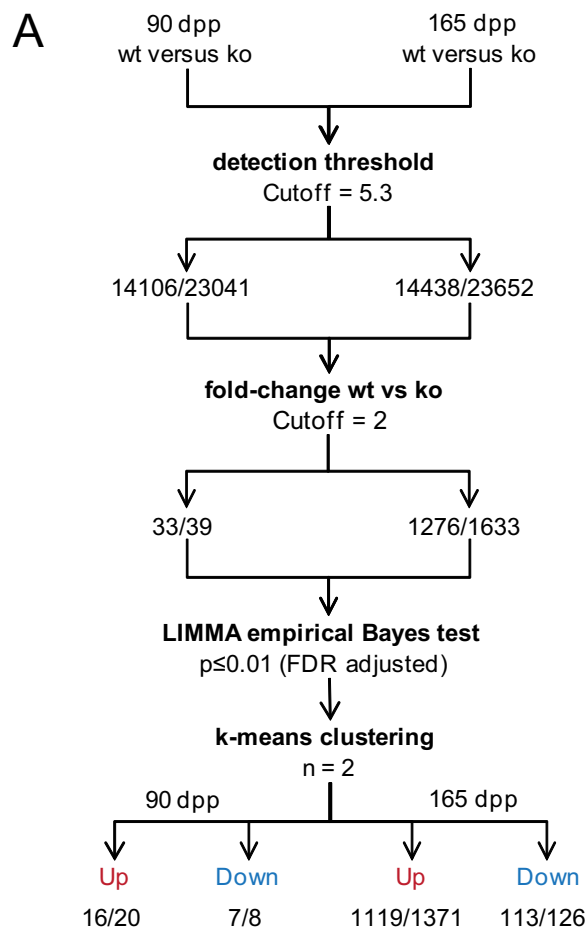 A
90 dpp 165 dpp
wt versus ko wt versus ko
detection threshold
Cutoff = 5.3
14106/23041 14438/23652
fold-change wt vs ko
Cutoff = 2
33/39 1276/1633
LIMMA empirical Bayes test
p≤0.01 (FDR adjusted)
k-means clustering
n = 2
90 dpp 165 dpp
Up Down Up Down
16/20 7/8 1119/1371 113/126